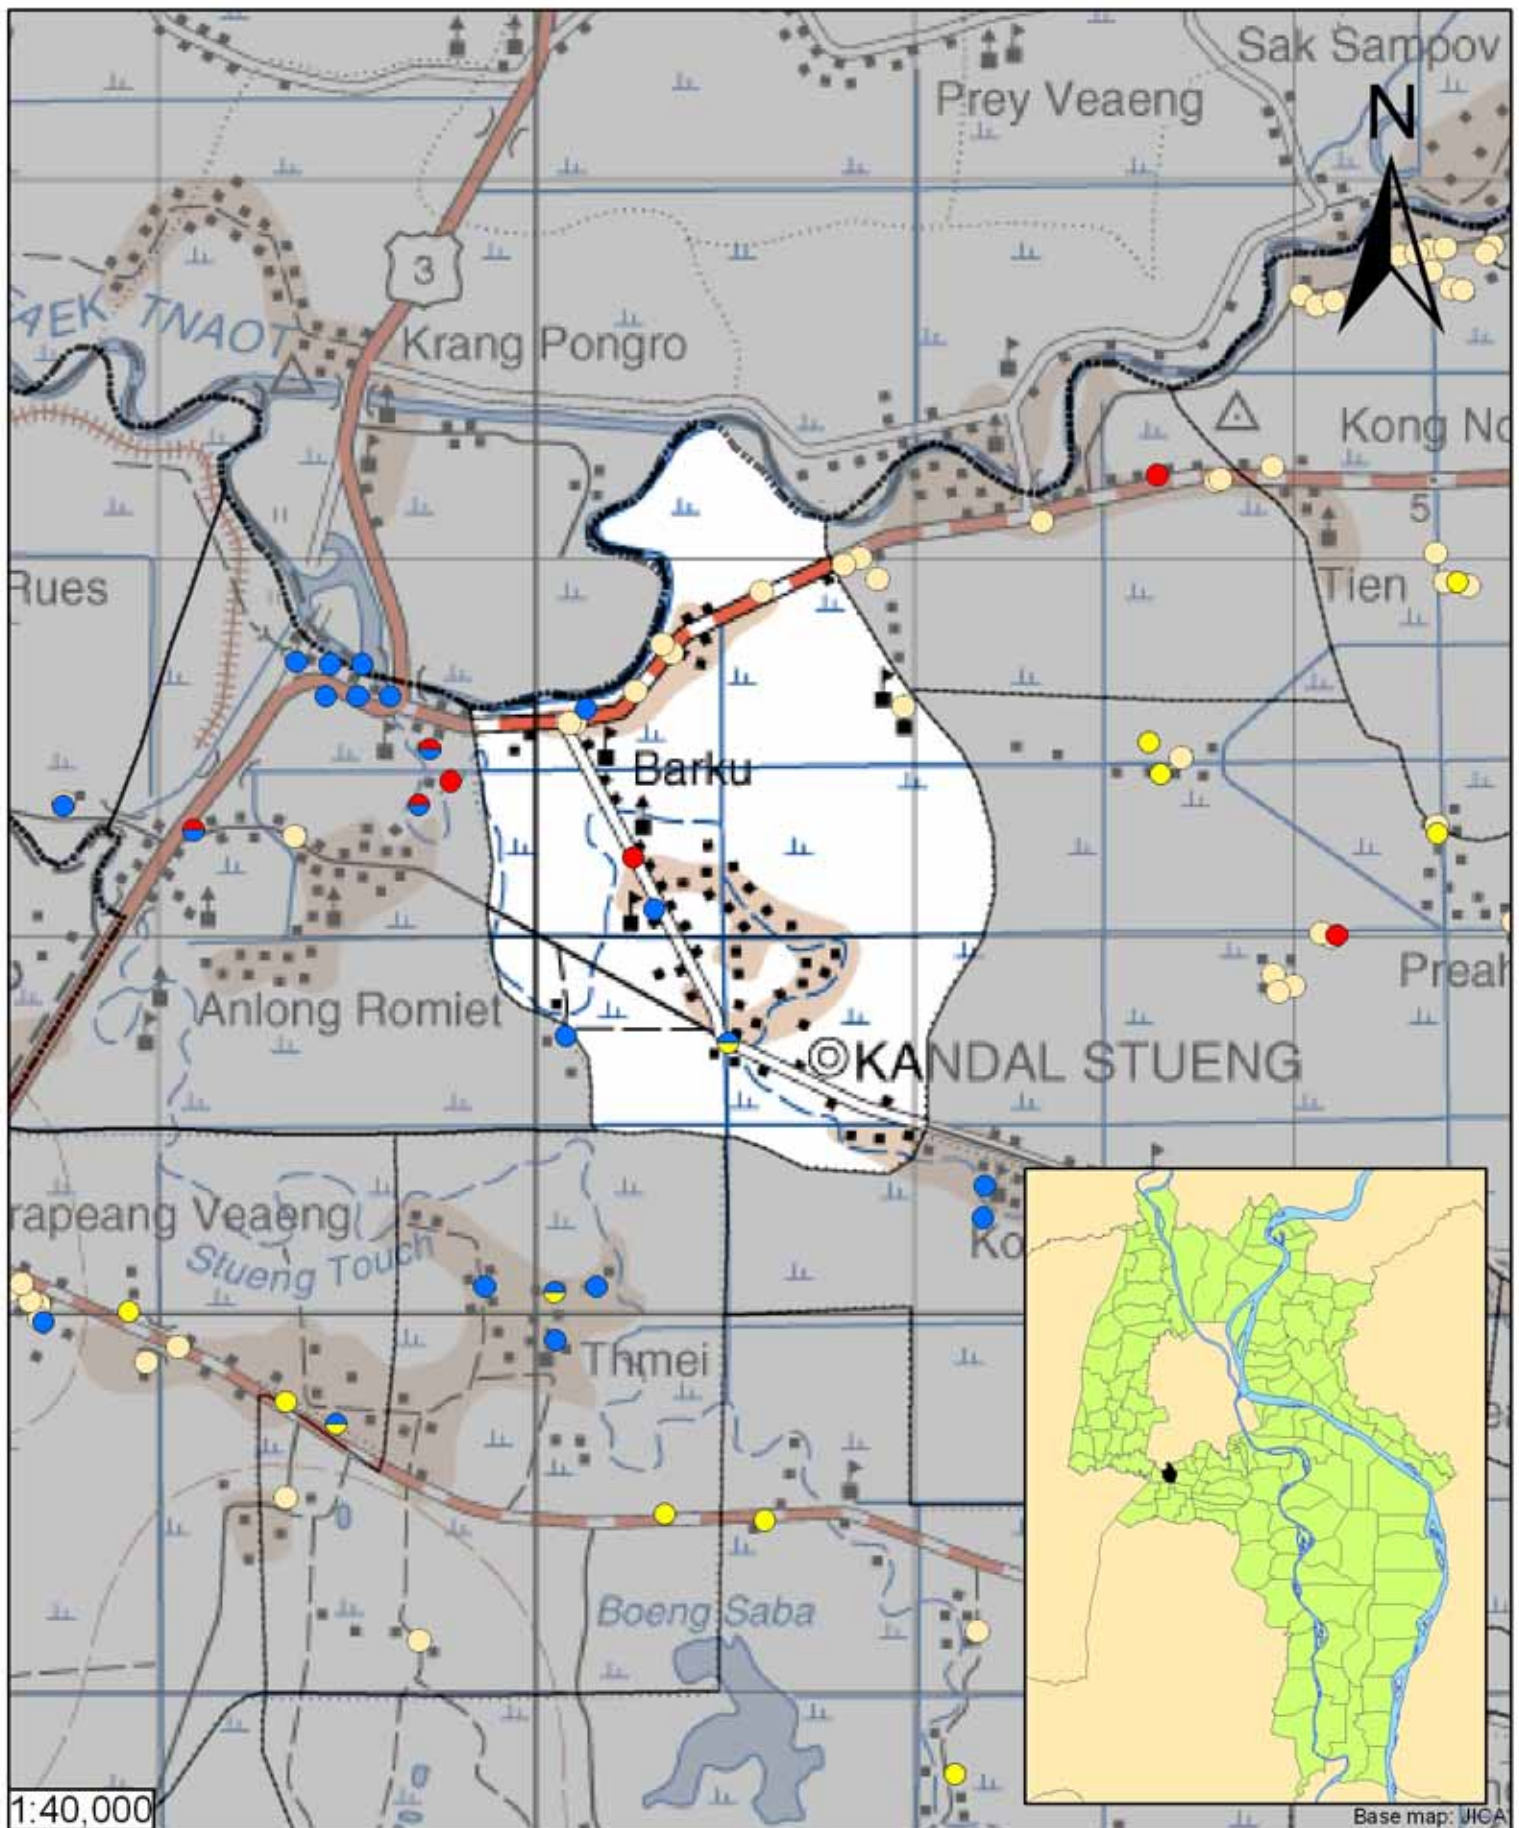 Sak Sampov
Prey Veaeng
N
3
TNAOT
Krang Pongro
Kong No
5
Rues
Tien
Barku
Preah
Anlong Romiet
KANDAL STUENG
rapeang Veaeng
Stueng Touch
Ko
Thmei
Boeng Saba
1:40,000
Base map: JICA